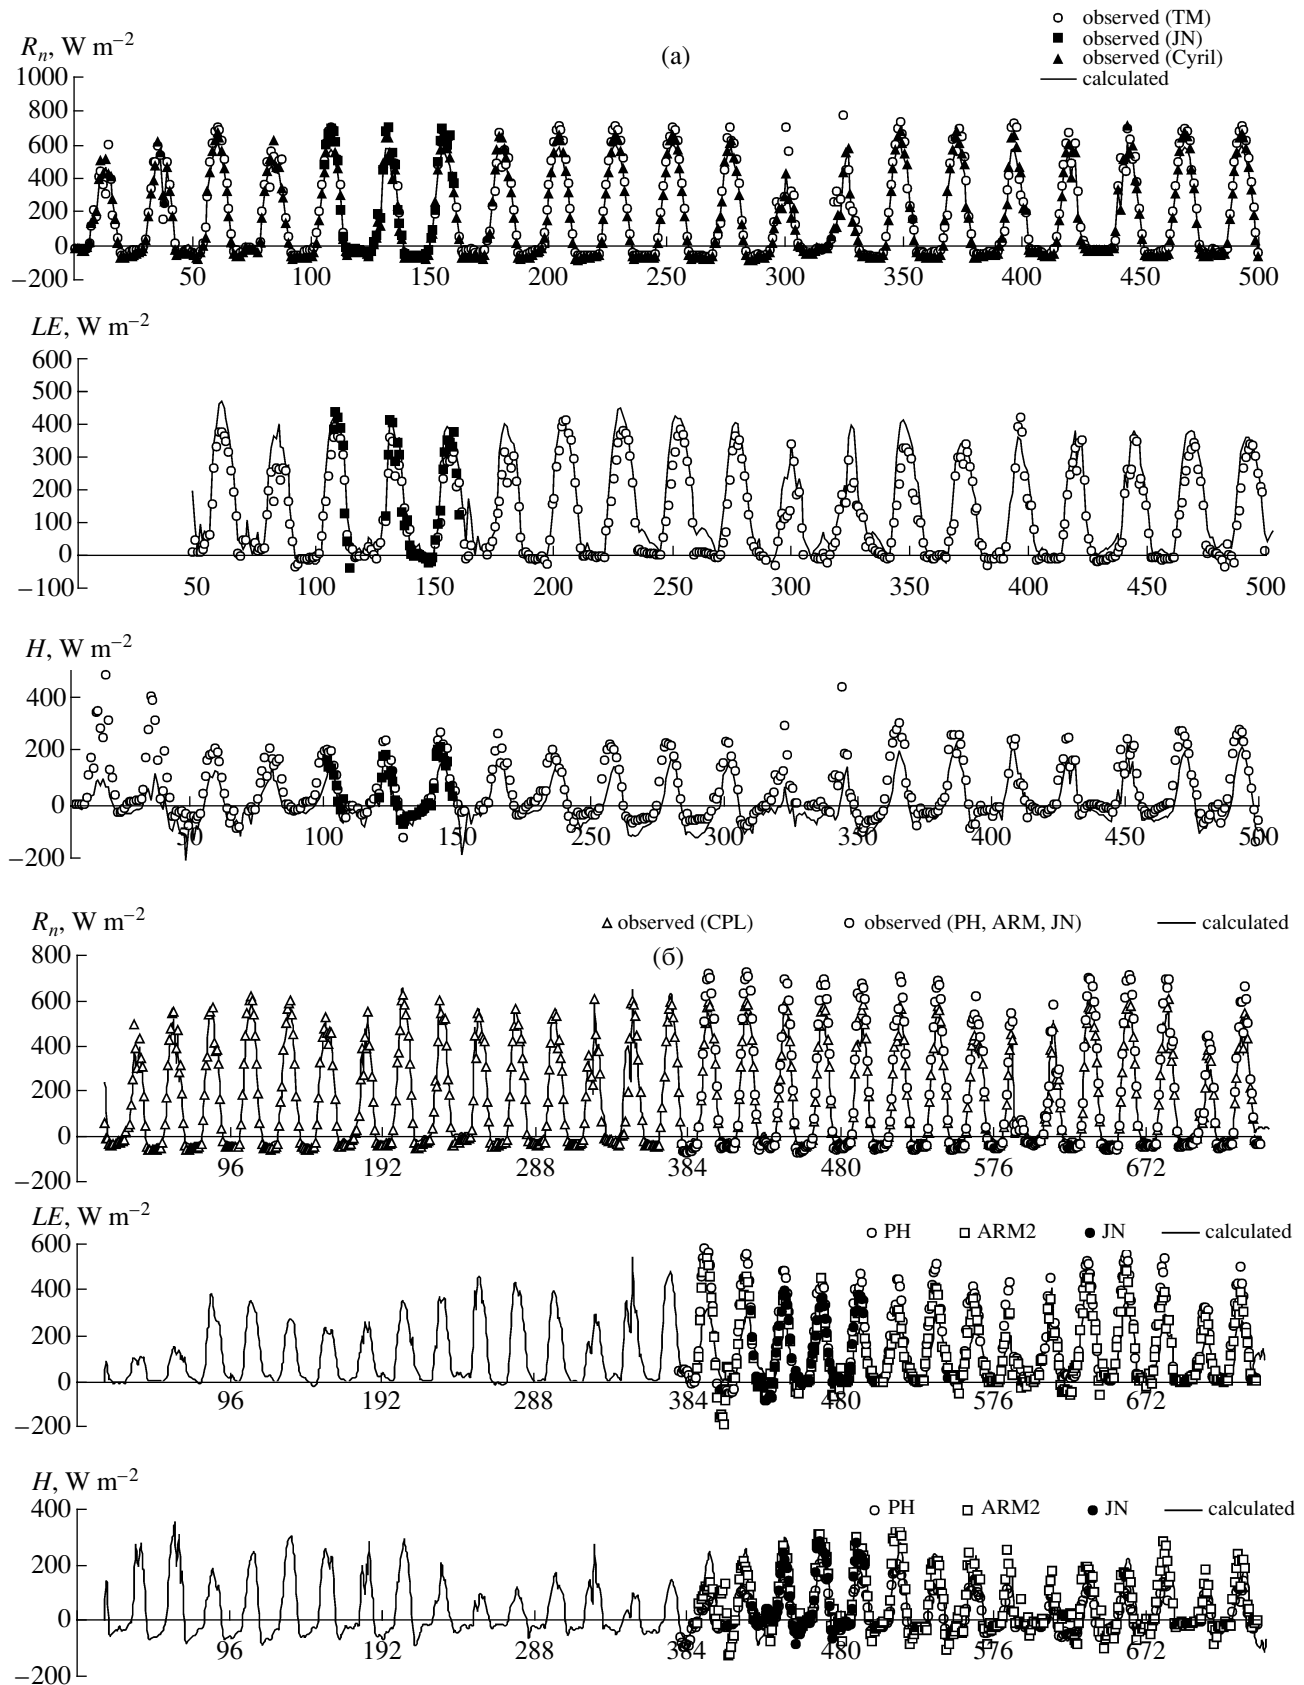 observed (TM)
observed (JN)
observed (Cyril)
calculated
Rn, W m−2
(a)
1000
800
600
400
200
0
−200
50 100 150 200 250 300 350 400 450 500
LE, W m−2
600
500
400
300
200
100
0
−100
50 100 150 200 250 300 350 400 450 500
H, W m−2
400
200
0
−200
50 100 150 200 250 300 350 400 450 500
Rn, W m−2
observed (CPL) observed (PH, ARM, JN) calculated
(б)
800
600
400
200
0
−200
96 192 288 384 480 576 672
LE, W m−2
PH ARM2 JN calculated
600
400
200
0
−200
96 192 288 384 480 576 672
H, W m−2
PH ARM2 JN calculated
400
200
0
−200
96 192 288 384 480 576 672